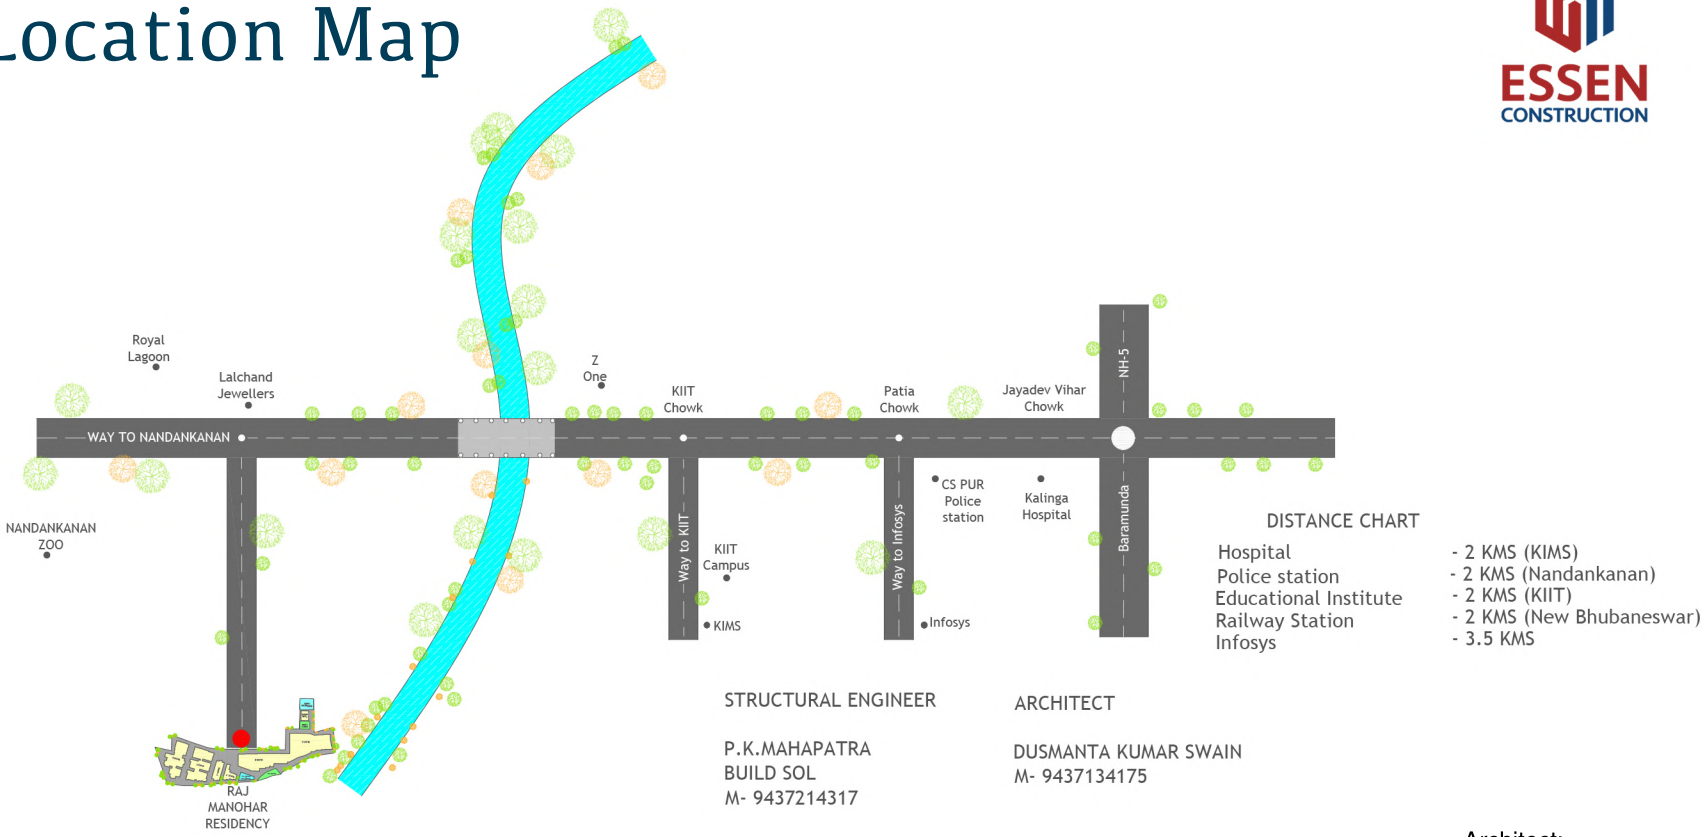 Location Map
ESSEN
CONSTRUCTION
Royal
Lagoon
Lalchand
Jewellers
Z
One
KIIT
Chowk
Patia
Chowk
Jayadev Vihar
Chowk
NH-5
WAY TO NANDANKANAN
NANDANKANAN
ZOO
Way to KIIT
KIIT
Campus
KIMS
Way to Infosys
CS PUR
Police
station
Infosys
Kalinga
Hospital
Baramunda
DISTANCE CHART
Hospital - 2 KMS (KIMS)
Police station - 2 KMS (Nandankanan)
Educational Institute - 2 KMS (KIIT)
Railway Station - 2 KMS (New Bhubaneswar)
Infosys - 3.5 KMS
RAJ
MANOHAR
RESIDENCY
STRUCTURAL ENGINEER
P.K.MAHAPATRA
BUILD SOL
M- 9437214317
ARCHITECT
DUSMANTA KUMAR SWAIN
M- 9437134175
Architect: